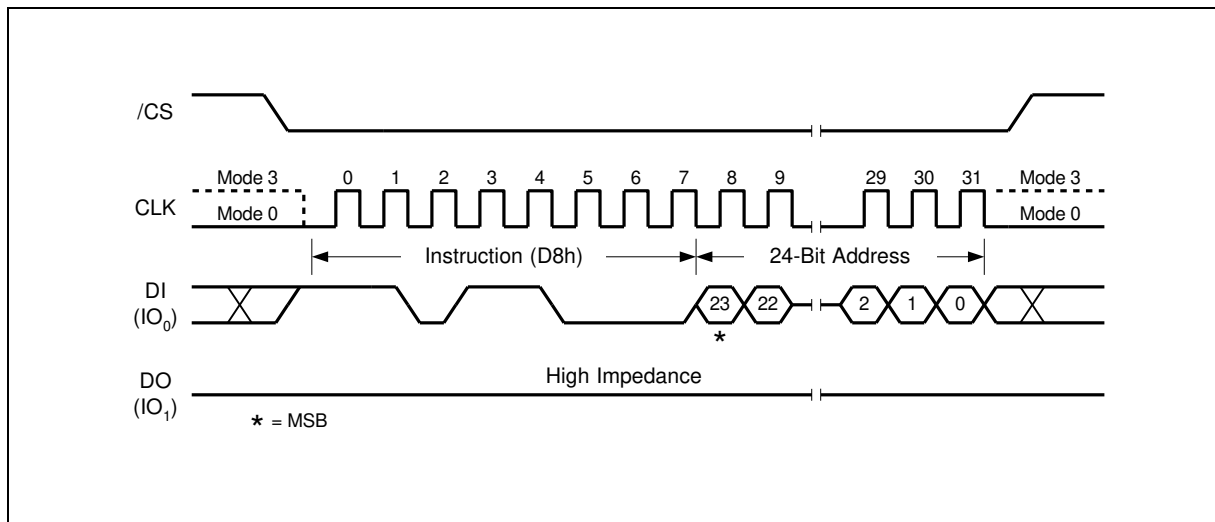 /CS
Mode 3 0 1 2 3 4 5 6 7 8 9 29 30 31 Mode 3
CLK
Mode 0 Mode 0
Instruction (D8h) 24-Bit Address
DI
(IO0) 23 22 2 1 0
*
High Impedance
DO
(IO1)
* = MSB